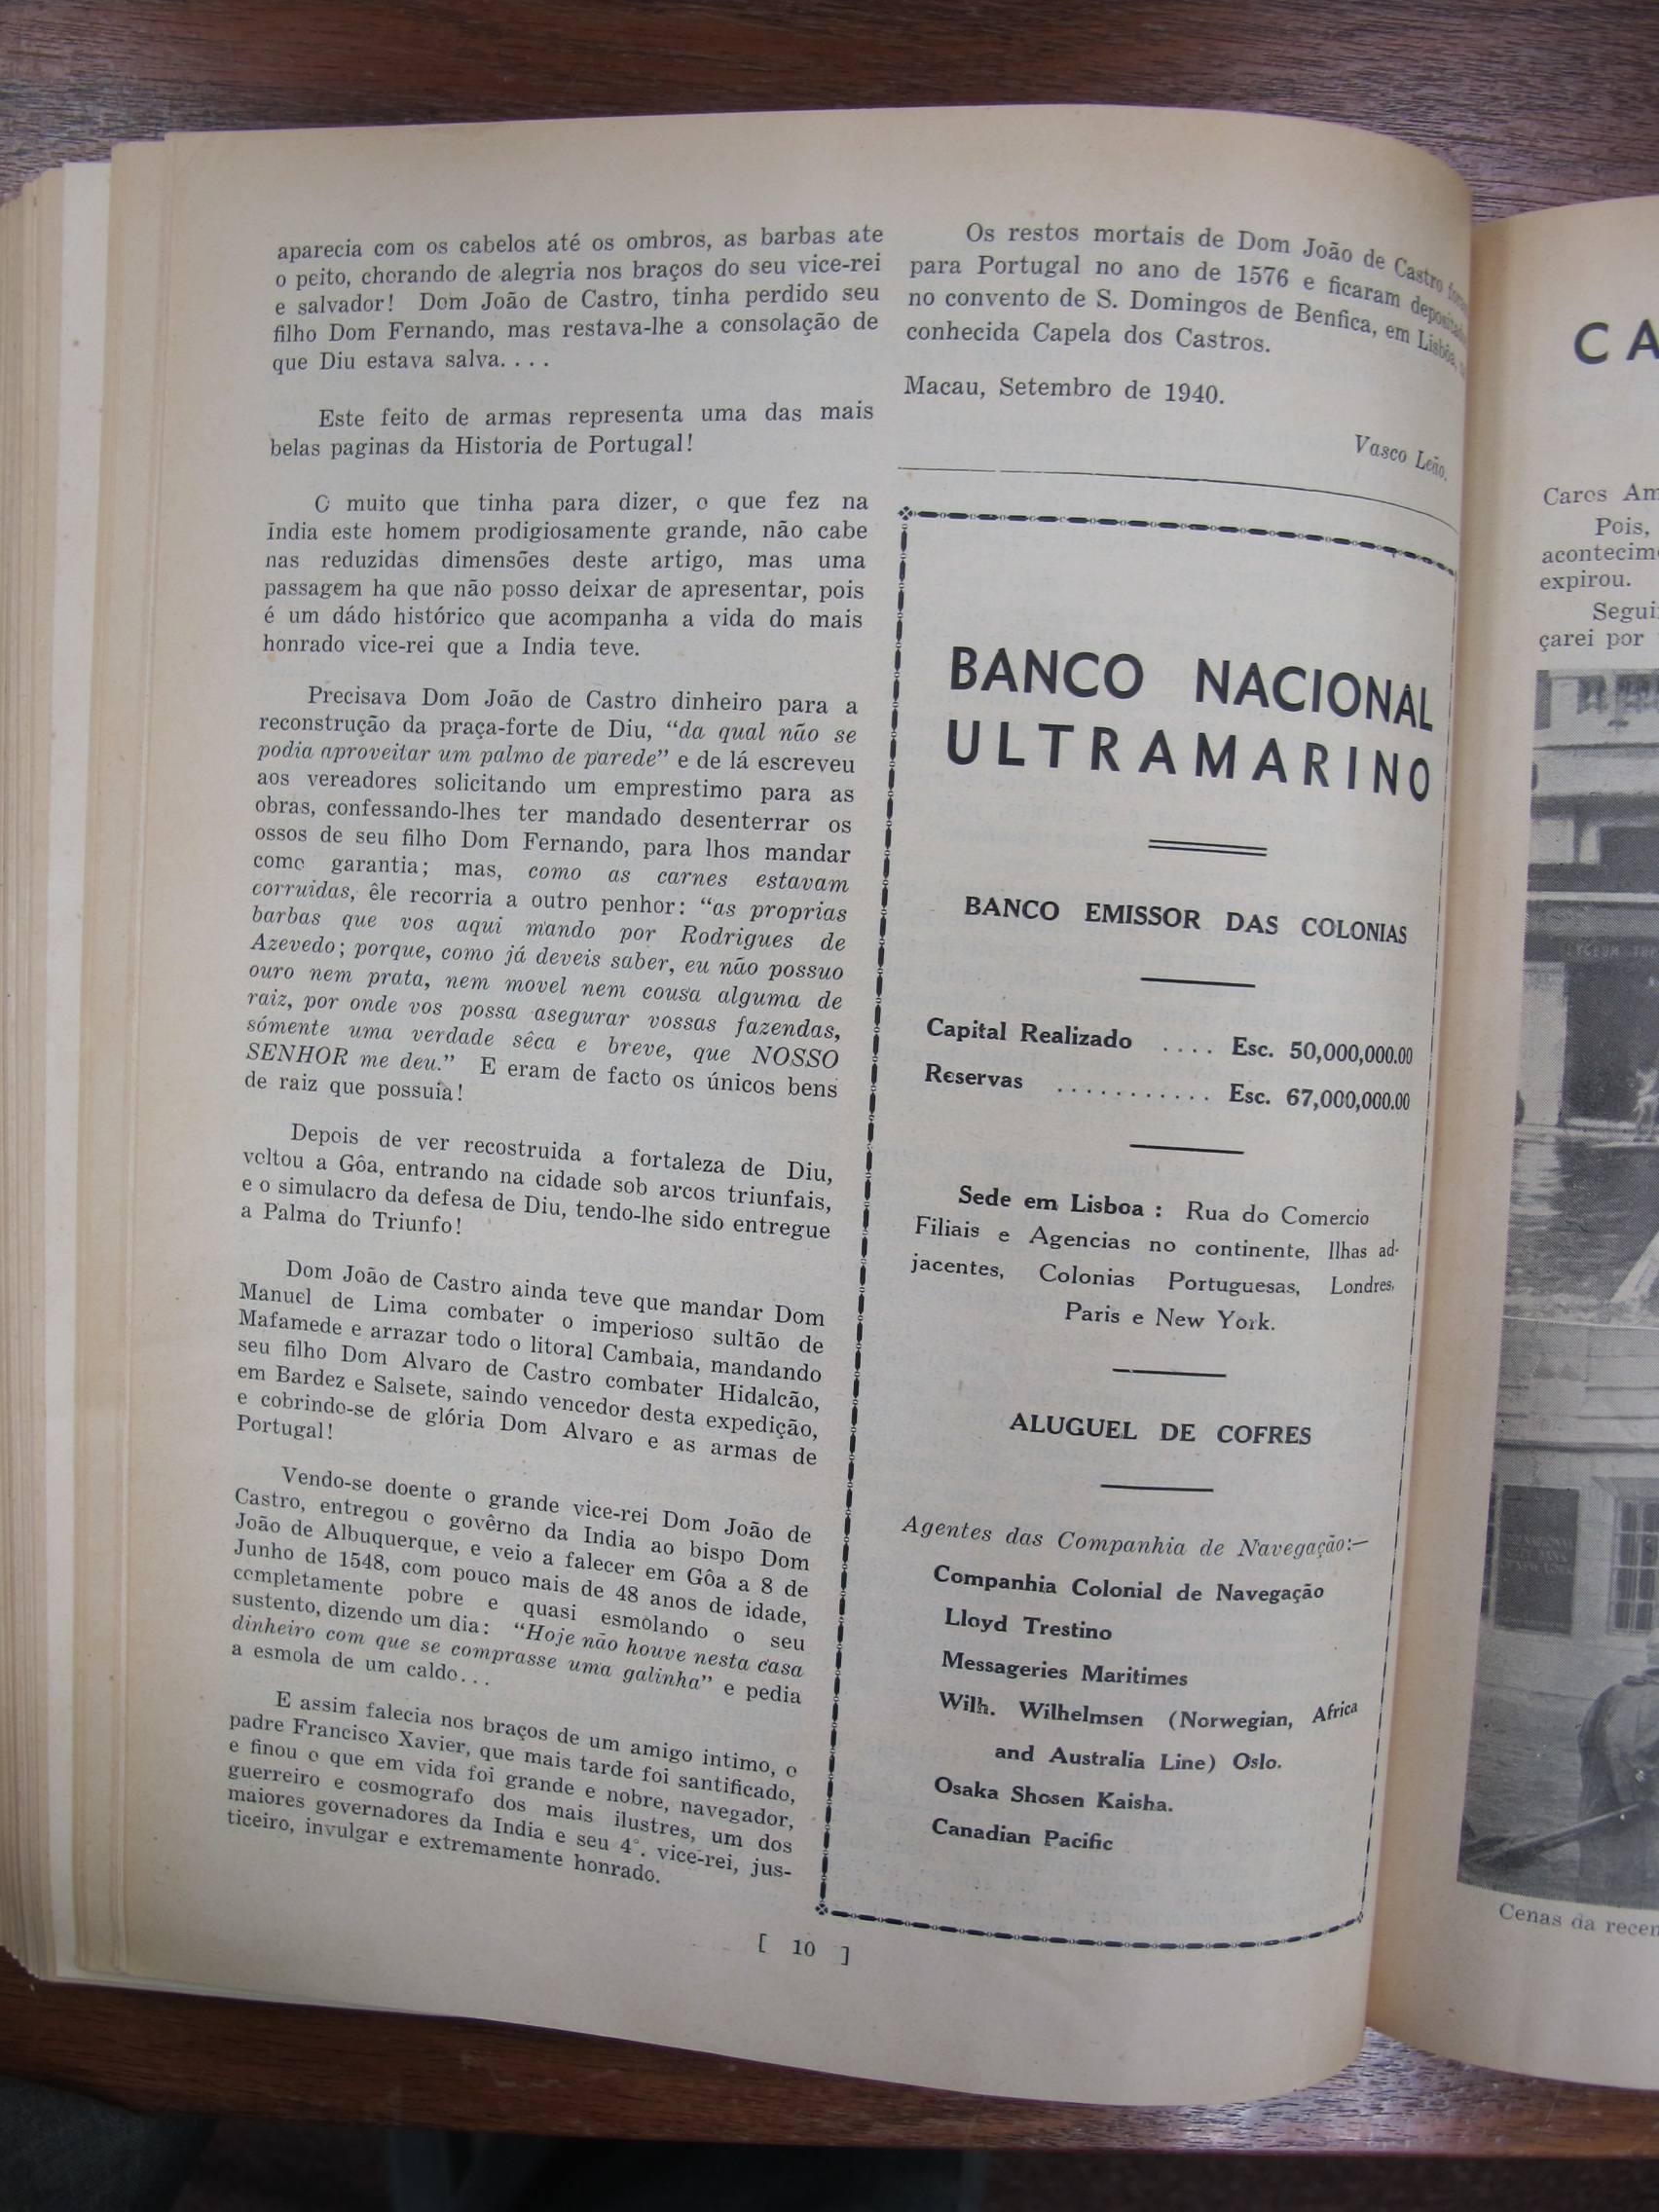 aparecia com os cabelos até os ombros, as barbas ate
o peito, chorando de alegria nos braços do seu vice-rei
e salvador! Dom João de Castro, tinha perdido seu
filho Dom Fernando, mas restava-lhe a consolação de
que Diu estava salva. . . .
Este feito de armas representa uma das mais
belas paginas da Historia de Portugal!
O muito que tinha para dizer, o que fez na
India este homem prodigiosamente grande, não cabe
nas reduzidas dimensões deste artigo, mas uma
passagem ha que não posso deixar de apresentar, pois
é um dádo histórico que acompanha a vida do mais
honrado vice-rei que a India teve.
Precisava Dom João de Castro dinheiro para a
reconstrução da praça-forte de Diu, “da qual não se
podia aproveitar um palmo de parede” e de lá escreveu
aos vereadores solicitando um emprestimo para as
obras, confessando-lhes ter mandado desenterrar os
ossos de seu filho Dom Fernando, para lhos mandar
como garantia; mas, como as carnes estavam
corruidas, êle recorria a outro penhor: “as proprias
barbas que vos aqui mando por Rodrigues de
Azevedo; porque, como já deveis saber, eu não possuo
ouro nem prata, nem movel nem cousa alguma de
raiz, por onde vos possa asegurar vossas fazendas,
sómente uma verdade sêca e breve, que NOSSO
SENHOR me deu.” E eram de facto os únicos bens
de raiz que possuia!
Depois de ver recostruida a fortaleza de Diu,
voltou a Gôa, entrando na cidade sob arcos triunfais,
e o simulacro da defesa de Diu, tendo-lhe sido entregue
a Palma do Triunfo!
Dom João de Castro ainda teve que mandar Dom
Manuel de Lima combater o imperioso sultão de
Mafamede e arrazar todo o litoral Cambaia, mandando
seu filho Dom Alvaro de Castro combater Hidalcão,
em Bardez e Salsete, saindo vencedor desta expedição,
e cobrindo-se de glória Dom Alvaro e as armas de
Portugal!
Vendo-se doente o grande vice-rei Dom João de
Castro, entregou o govêrno da India ao bispo Dom
João de Albuquerque, e veio a falecer em Gôa a 8 de
Junho de 1548, com pouco mais de 48 anos de idade,
completamente pobre e quasi esmolando o seu
sustento, dizendo um dia: “Hoje não houve nesta casa
dinheiro com que se comprasse uma galinha” e pedia
a esmola de um caldo. . .
E assim falecia nos braços de um amigo intimo, o
padre Francisco Xavier, que mais tarde foi santificado,
e finou o que em vida foi grande e nobre, navegador,
guerreiro e cosmografo dos mais ilustres, um dos
maiores governadores da India e seu 4°. vice-rei, jus-
ticeiro, invulgar e extremamente honrado.
Os restos mortais de Dom João de Castro foram
para Portugal no ano de 1576 e ficaram
no convento de S. Domingos de Benfica, em Lisbôa,
conhecida Capela dos Castros.
Macau, Setembro de 1940.
Vasco Leão.
BANCO NACIONAL
ULTRAMARINO
BANCO EMISSOR DAS COLONIAS
Capital Realizado . . . . Esc. 50,000,000.00
Reservas . . . . . . . . . . . Esc. 67,000,000.00
Sede em Lisboa : Rua do Comercio
Filiais e Agencias no continente, Ilhas ad-
jacentes, Colonias Portuguesas, Londres,
Paris e New York.
ALUGUEL DE COFRES
Agentes das Companhia de Navegação:—
Companhia Colonial de Navegação
Lloyd Trestino
Messageries Maritimes
Wilh. Wilhelmsen (Norwegian, Africa
and Australia Line) Oslo.
Osaka Shosen Kaisha.
Canadian Pacific
[ 10 ]
CA
Caros Am
Pois,
acontecim
expirou.
Segui
çarei por
Cenas da recen